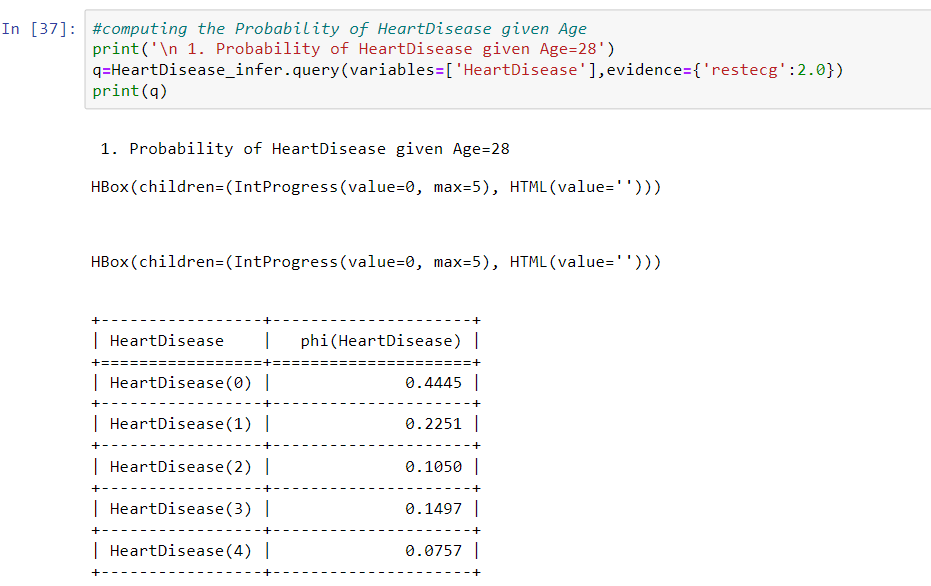 In [37]: #computing the Probability of HeartDisease given Age
print('\n 1. Probability of HeartDisease given Age=28')
q=HeartDisease_infer.query(variables=['HeartDisease'],evidence={'restecg':2.0})
print(q)
1. Probability of HeartDisease given Age=28
HBox(children=(IntProgress(value=0, max=5), HTML(value='')))
HBox(children=(IntProgress(value=0, max=5), HTML(value='')))
+-----------------+---------------------+
| HeartDisease    |   phi(HeartDisease) |
+=================+=====================+
| HeartDisease(0) |              0.4445 |
+-----------------+---------------------+
| HeartDisease(1) |              0.2251 |
+-----------------+---------------------+
| HeartDisease(2) |              0.1050 |
+-----------------+---------------------+
| HeartDisease(3) |              0.1497 |
+-----------------+---------------------+
| HeartDisease(4) |              0.0757 |
+-----------------+---------------------+